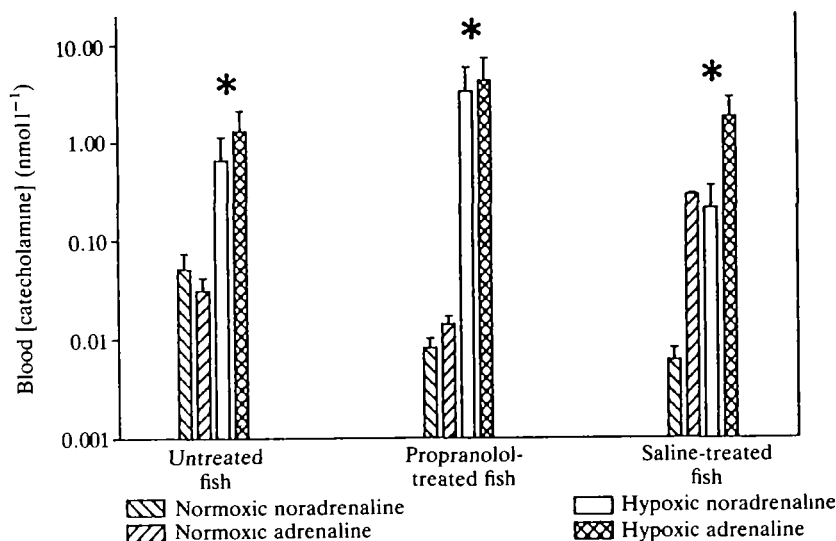 Blood [catecholamine] (nmol l⁻¹)
10.00
1.00
0.10
0.01
0.001
*
*
*
Untreated
fish
Propranolol-
treated fish
Saline-treated
fish
Normoxic noradrenaline
Normoxic adrenaline
Hypoxic noradrenaline
Hypoxic adrenaline